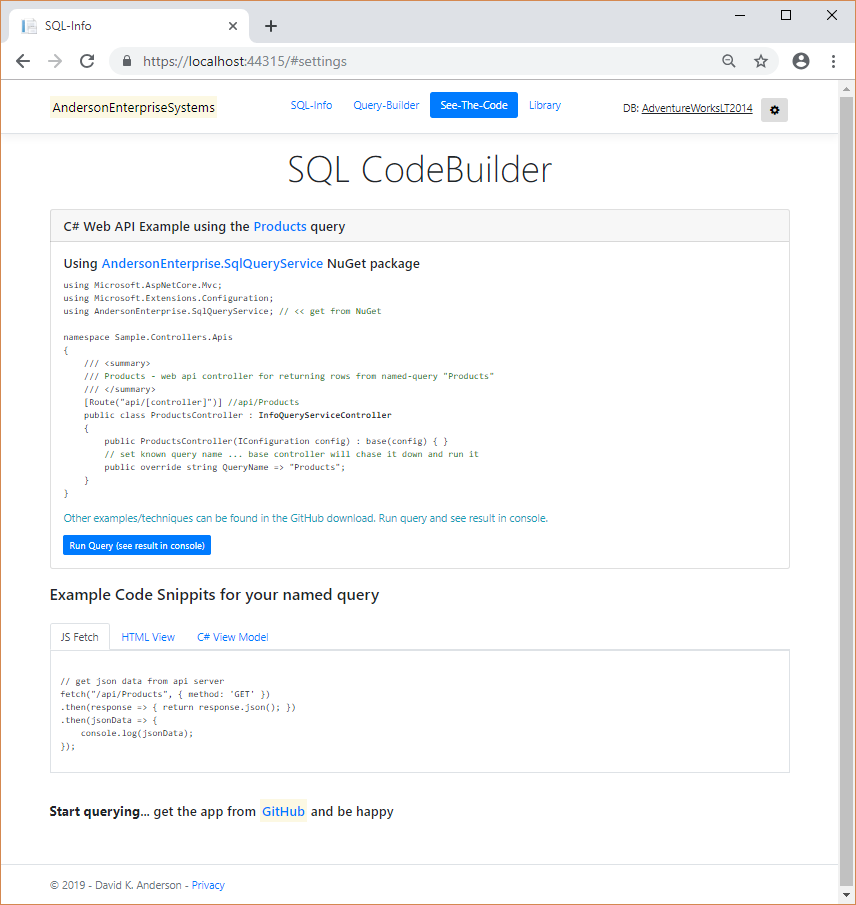 SQL-Info
https://localhost:44315/#settings
AndersonEnterpriseSystems
SQL-Info
Query-Builder
See-The-Code
Library
DB: AdventureWorksLT2014
SQL CodeBuilder
C# Web API Example using the Products query
Using AndersonEnterprise.SqlQueryService NuGet package
using Microsoft.AspNetCore.Mvc;
using Microsoft.Extensions.Configuration;
using AndersonEnterprise.SqlQueryService; // << get from NuGet
namespace Sample.Controllers.Apis
{
/// <summary>
/// Products - web api controller for returning rows from named-query "Products"
/// </summary>
[Route("api/[controller]")] //api/Products
public class ProductsController : InfoQueryServiceController
{
public ProductsController(IConfiguration config) : base(config) { }
// set known query name ... base controller will chase it down and run it
public override string QueryName => "Products";
}
}
Other examples/techniques can be found in the GitHub download. Run query and see result in console.
Run Query (see result in console)
Example Code Snippits for your named query
JS Fetch
HTML View
C# View Model
// get json data from api server
fetch("/api/Products", { method: 'GET' })
.then(response => { return response.json(); })
.then(jsonData => {
console.log(jsonData);
});
Start querying... get the app from GitHub and be happy
© 2019 - David K. Anderson - Privacy